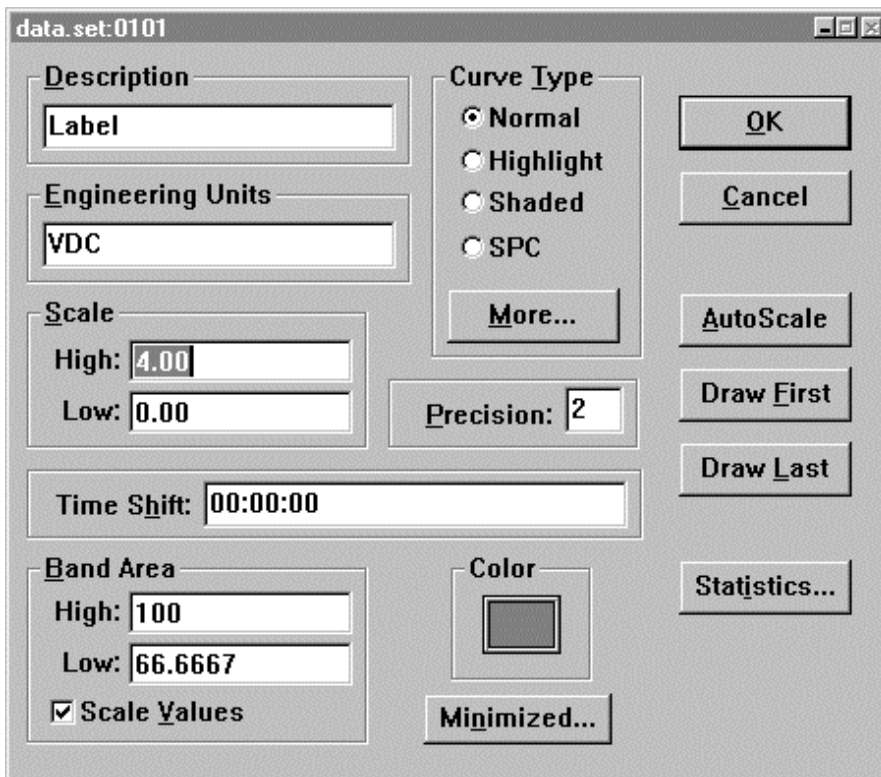 data.set:0101
Description
Label
Engineering Units
VDC
Scale
High: 4.00
Low: 0.00
Curve Type
Normal
Highlight
Shaded
SPC
More...
Precision: 2
Time Shift: 00:00:00
Band Area
High: 100
Low: 66.6667
Scale Values
Color
Minimized...
OK
Cancel
AutoScale
Draw First
Draw Last
Statistics...